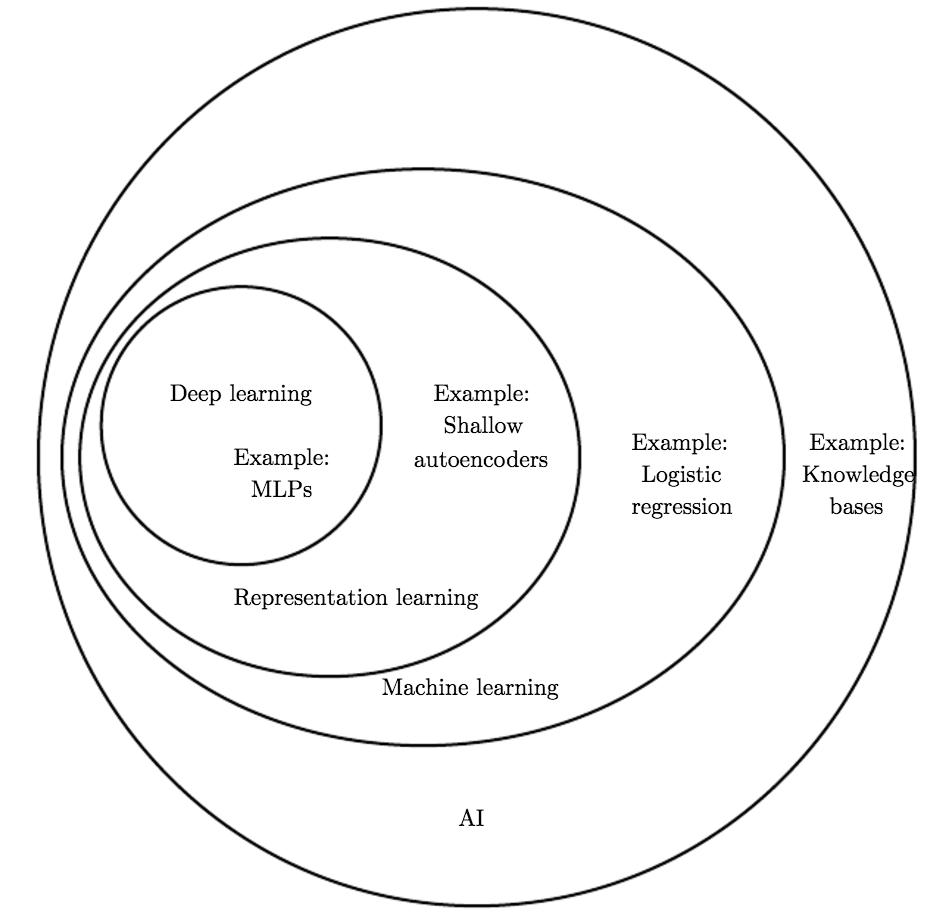 Deep learning
Example:
MLPs
Example:
Shallow
autoencoders
Example:
Logistic
regression
Example:
Knowledge
bases
Representation learning
Machine learning
AI